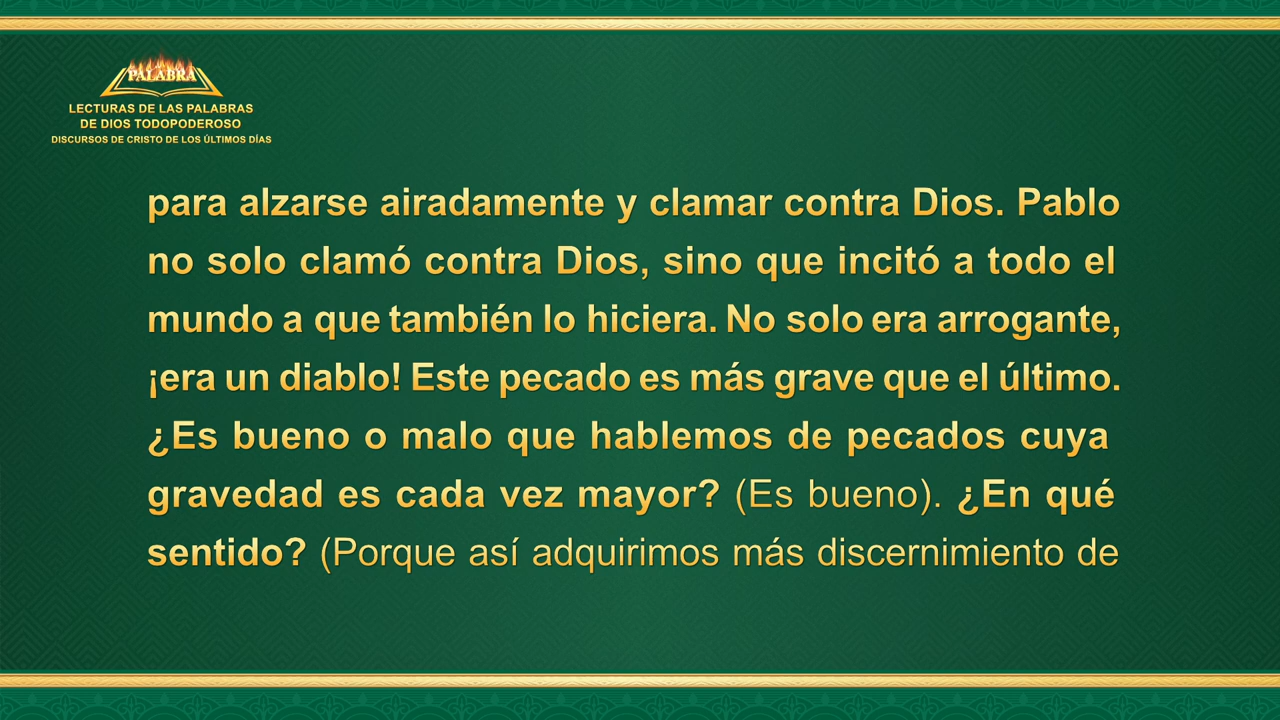 PALABRA
LECTURAS DE LAS PALABRAS
DE DIOS TODOPODEROSO
DISCURSOS DE CRISTO DE LOS ÚLTIMOS DÍAS
para alzarse airadamente y clamar contra Dios. Pablo
no solo clamó contra Dios, sino que incitó a todo el
mundo a que también lo hiciera. No solo era arrogante,
¡era un diablo! Este pecado es más grave que el último.
¿Es bueno o malo que hablemos de pecados cuya
gravedad es cada vez mayor? (Es bueno). ¿En qué
sentido? (Porque así adquirimos más discernimiento de